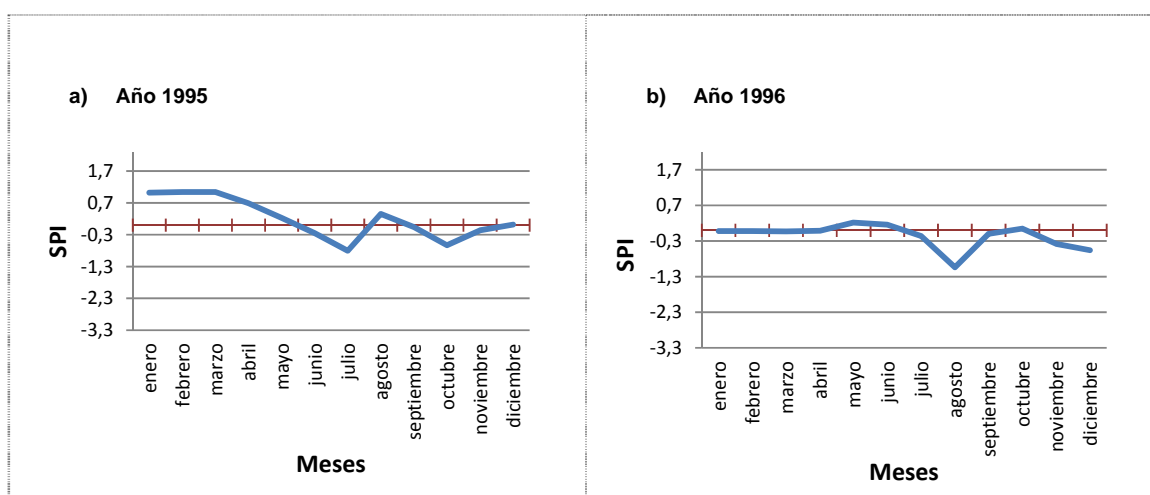 a) Año 1995
1,7
0,7
-0,3
-1,3
-2,3
-3,3
SPI
enero
febrero
marzo
abril
mayo
junio
julio
agosto
septiembre
octubre
noviembre
diciembre
Meses
b) Año 1996
1,7
0,7
-0,3
-1,3
-2,3
-3,3
SPI
enero
febrero
marzo
abril
mayo
junio
julio
agosto
septiembre
octubre
noviembre
diciembre
Meses